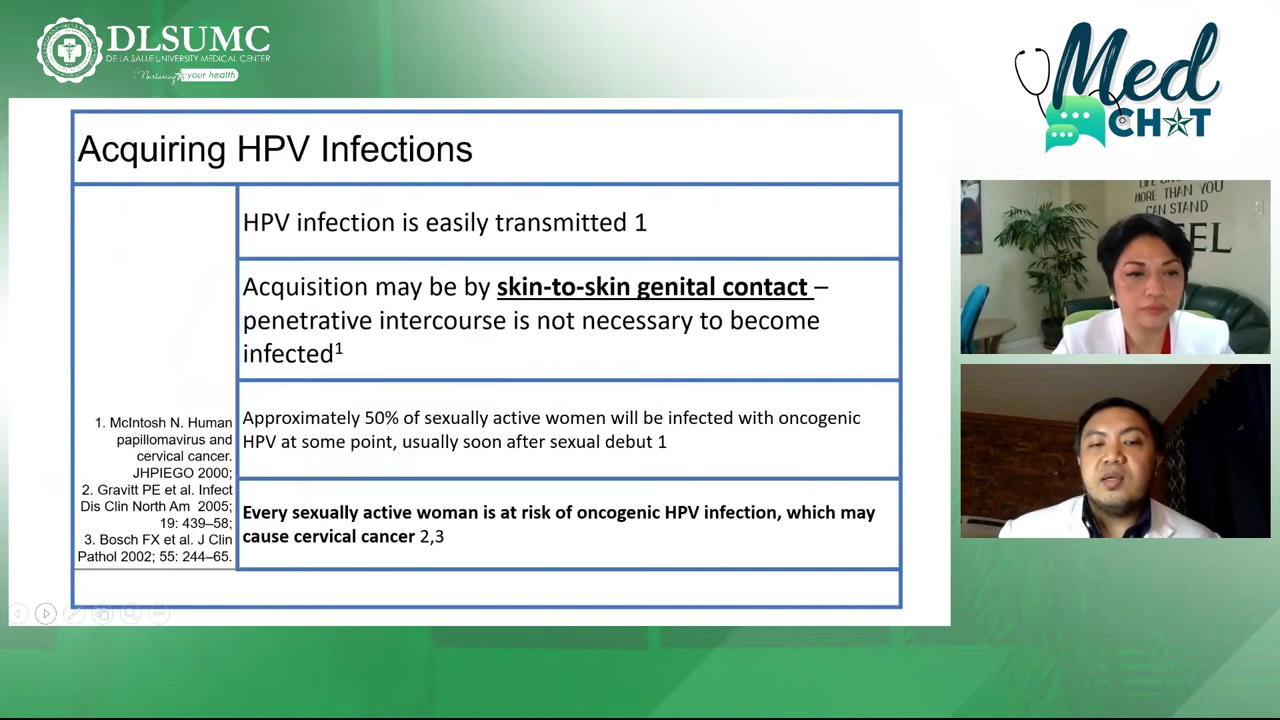 DLSUMC
DE LA SALLE UNIVERSITY MEDICAL CENTER
Nurturing your health
Med
CHAT
Acquiring HPV Infections
HPV infection is easily transmitted 1
Acquisition may be by skin-to-skin genital contact –
penetrative intercourse is not necessary to become
infected1
Approximately 50% of sexually active women will be infected with oncogenic
HPV at some point, usually soon after sexual debut 1
Every sexually active woman is at risk of oncogenic HPV infection, which may
cause cervical cancer 2,3
1. McIntosh N. Human
papillomavirus and
cervical cancer.
JHPIEGO 2000;
2. Gravitt PE et al. Infect
Dis Clin North Am 2005;
19: 439–58;
3. Bosch FX et al. J Clin
Pathol 2002; 55: 244–65.
MORE THAN YOU
CAN STAND